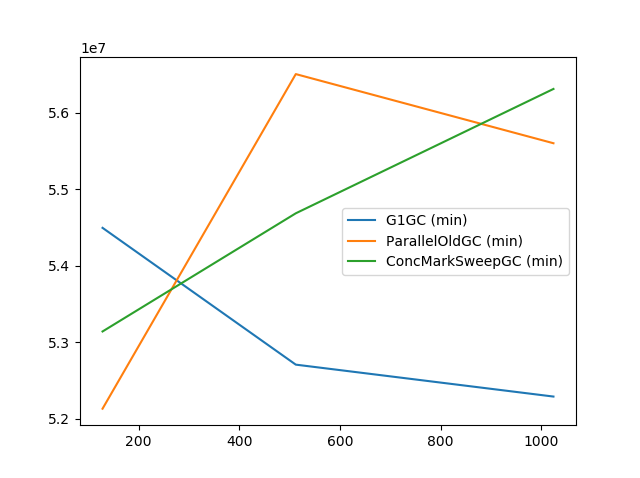 1e7
5.6
5.5
5.4
5.3
5.2
G1GC (min)
ParallelOldGC (min)
ConcMarkSweepGC (min)
200 400 600 800 1000